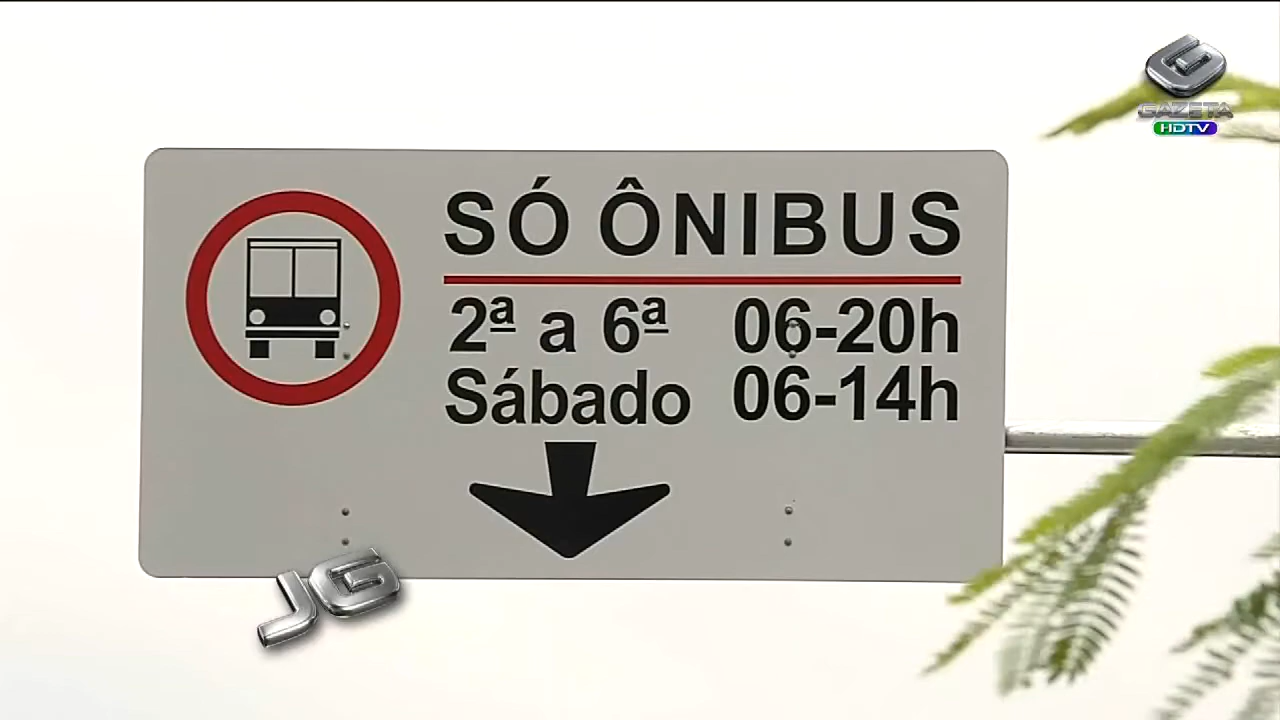 GAZETA
HDTV
SÓ ÔNIBUS
2ª a 6ª 06-20h
Sábado 06-14h
JG